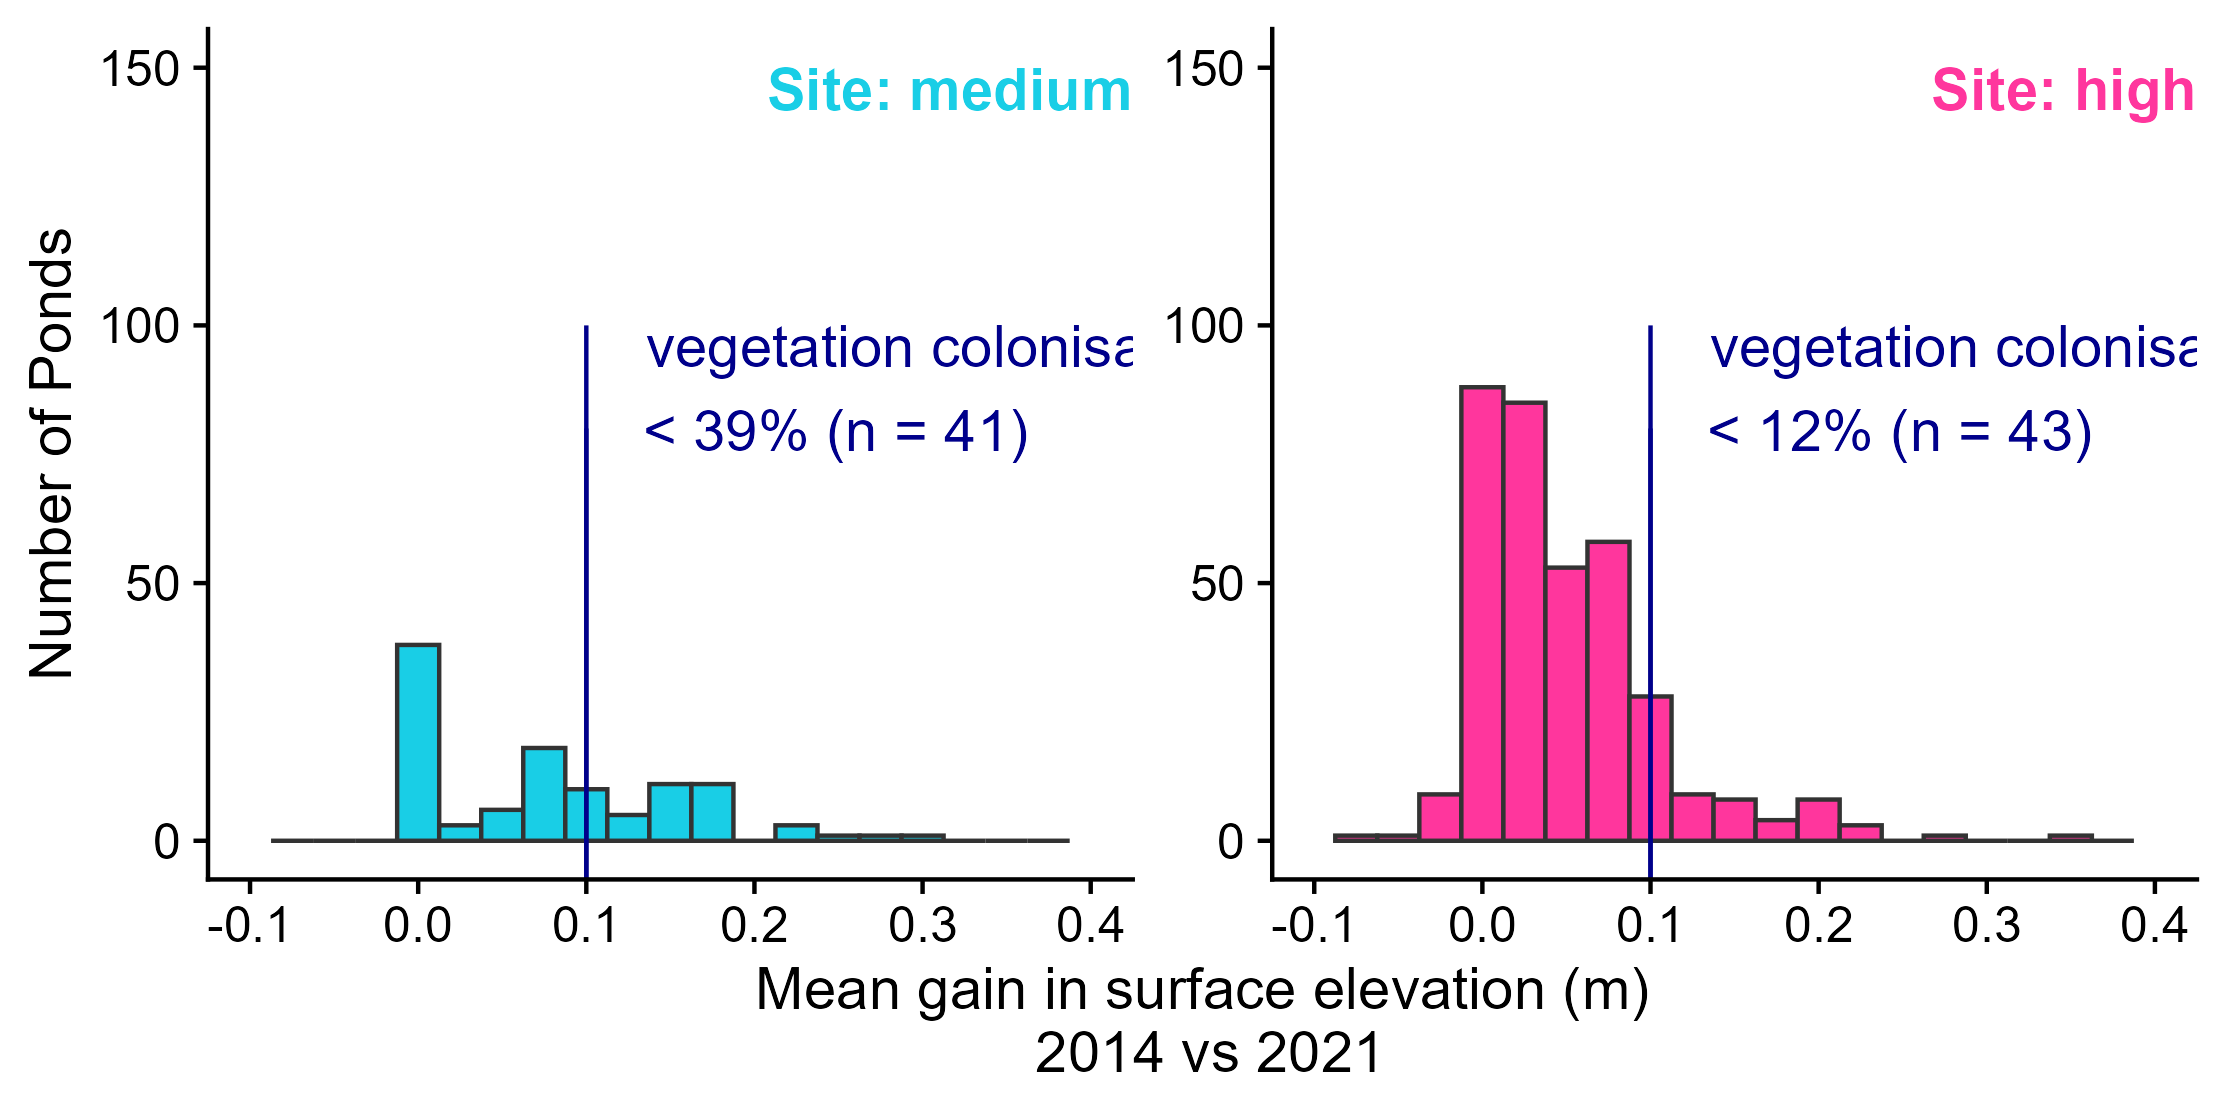 150
100
50
0
Number of Ponds
Site: medium
vegetation colonisa
< 39% (n = 41)
-0.1 0.0 0.1 0.2 0.3 0.4
150
100
50
0
Site: high
vegetation colonisa
< 12% (n = 43)
-0.1 0.0 0.1 0.2 0.3 0.4
Mean gain in surface elevation (m)
2014 vs 2021